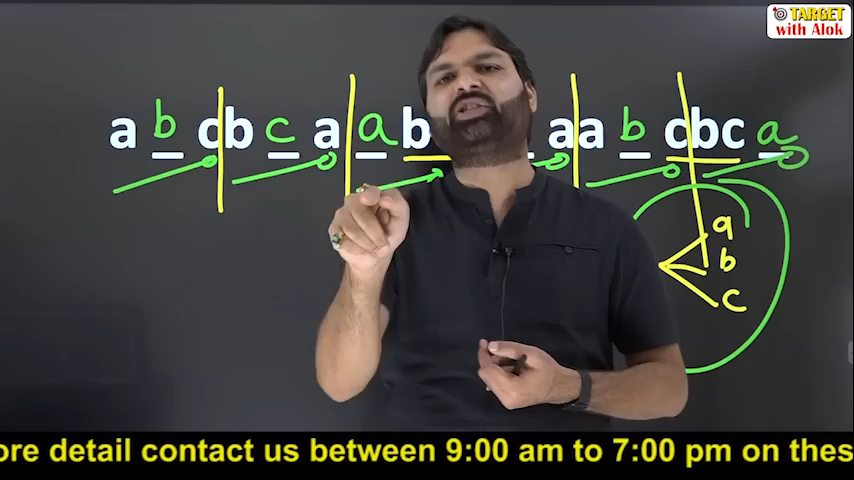 TARGET
with Alok
a b cb c a a b _ aa b cbc a
a
b
c
ore detail contact us between 9:00 am to 7:00 pm on thes